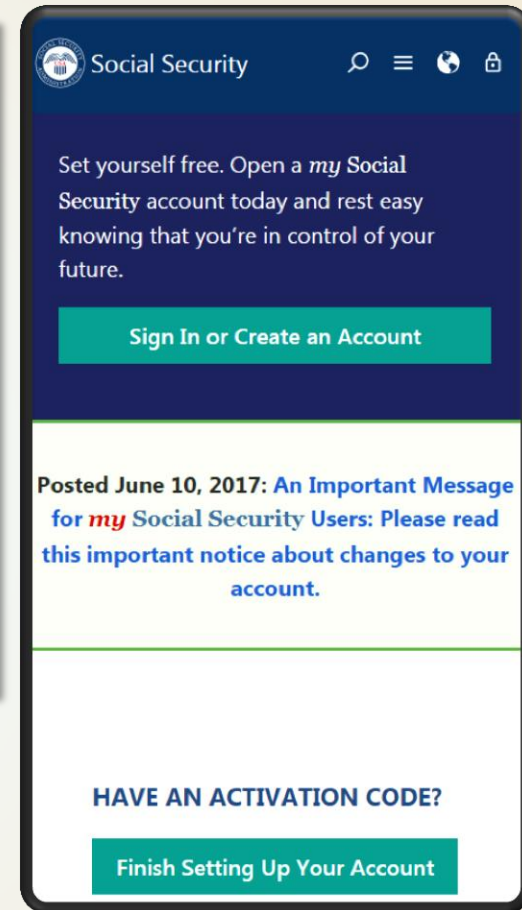 Social Security
Set yourself free. Open a my Social
Security account today and rest easy
knowing that you're in control of your
future.
Sign In or Create an Account
Posted June 10, 2017: An Important Message
for my Social Security Users: Please read
this important notice about changes to your
account.
HAVE AN ACTIVATION CODE?
Finish Setting Up Your Account